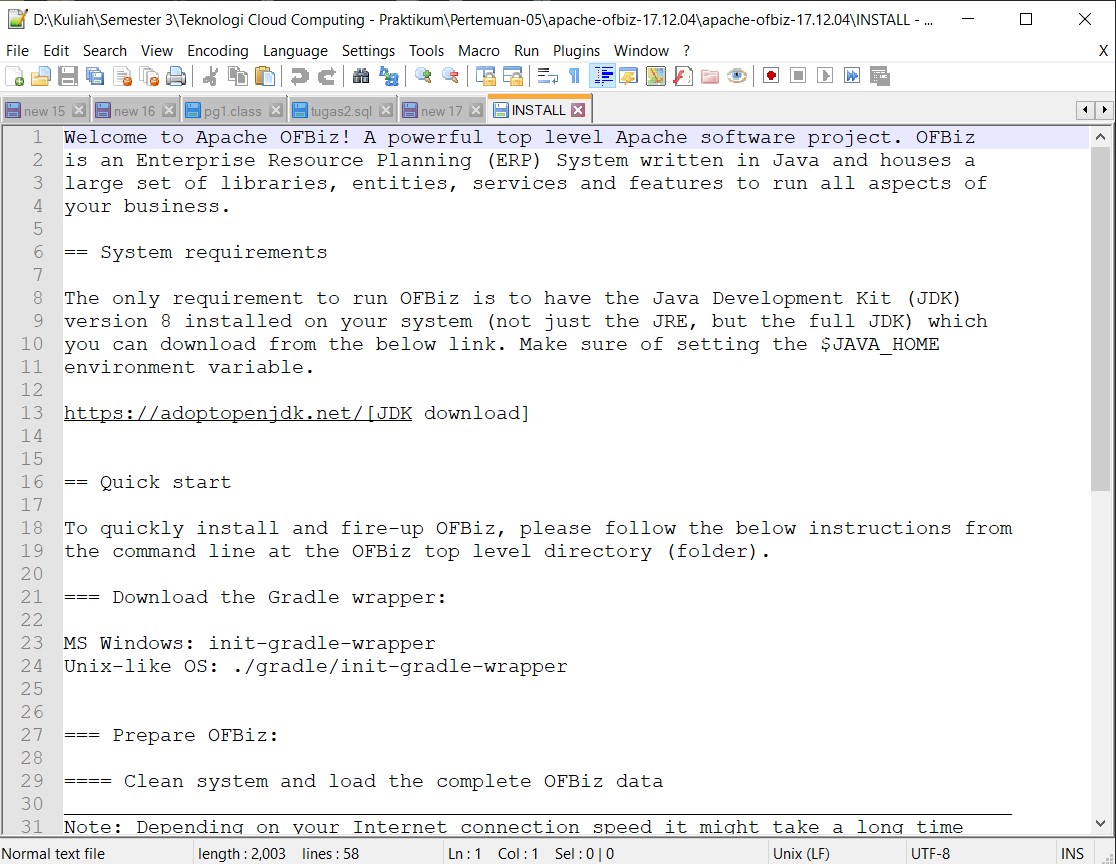 D:\Kuliah\Semester 3\Teknologi Cloud Computing - Praktikum\Pertemuan-05\apache-ofbiz-17.12.04\apache-ofbiz-17.12.04\INSTALL - ...
File Edit Search View Encoding Language Settings Tools Macro Run Plugins Window ? X
new 15 new 16 pg1.class tugas2.sql new 17 INSTALL
1 Welcome to Apache OFBiz! A powerful top level Apache software project. OFBiz
2 is an Enterprise Resource Planning (ERP) System written in Java and houses a
3 large set of libraries, entities, services and features to run all aspects of
4 your business.
5
6 == System requirements
7
8 The only requirement to run OFBiz is to have the Java Development Kit (JDK)
9 version 8 installed on your system (not just the JRE, but the full JDK) which
10 you can download from the below link. Make sure of setting the $JAVA_HOME
11 environment variable.
12
13 https://adoptopenjdk.net/[JDK download]
14
15
16 == Quick start
17
18 To quickly install and fire-up OFBiz, please follow the below instructions from
19 the command line at the OFBiz top level directory (folder).
20
21 === Download the Gradle wrapper:
22
23 MS Windows: init-gradle-wrapper
24 Unix-like OS: ./gradle/init-gradle-wrapper
25
26
27 === Prepare OFBiz:
28
29 ==== Clean system and load the complete OFBiz data
30
31 Note: Depending on your Internet connection speed it might take a long time
Normal text file length : 2,003 lines : 58 Ln : 1 Col : 1 Sel : 0 | 0 Unix (LF) UTF-8 INS